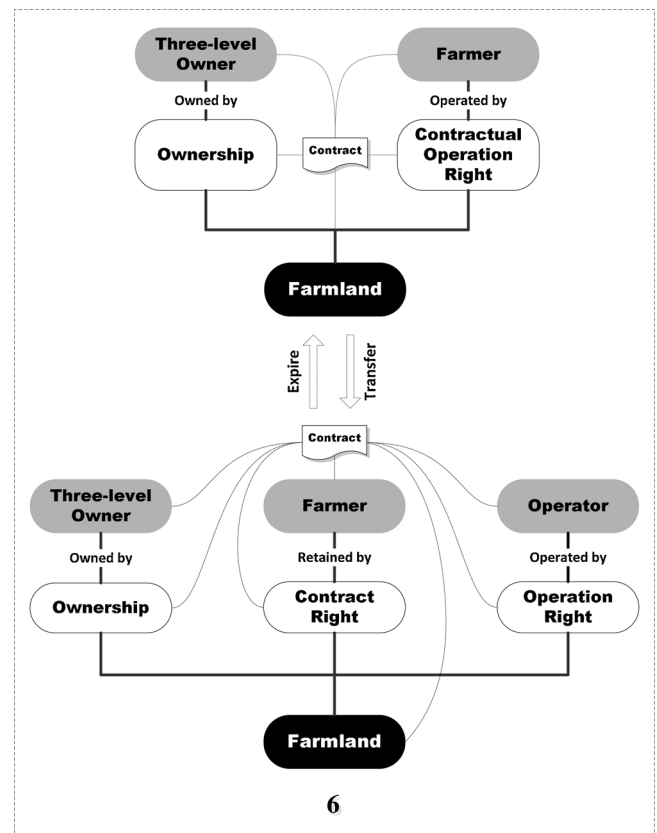 Three-level
Owner
Farmer
Owned by
Operated by
Ownership
Contract
Contractual
Operation
Right
Farmland
Expire
Transfer
Contract
Three-level
Owner
Farmer
Operator
Owned by
Retained by
Operated by
Ownership
Contract
Right
Operation
Right
Farmland
6